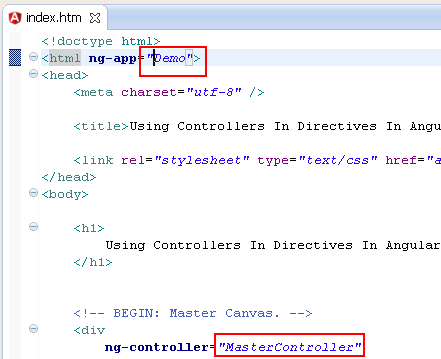 index.htm
<!doctype html>
<html ng-app="Demo">
<head>
<meta charset="utf-8" />
<title>Using Controllers In Directives In Angu
<link rel="stylesheet" type="text/css" href="a
</head>
<body>
<h1>
Using Controllers In Directives In Angular
</h1>
<!-- BEGIN: Master Canvas. -->
<div
ng-controller="MasterController"